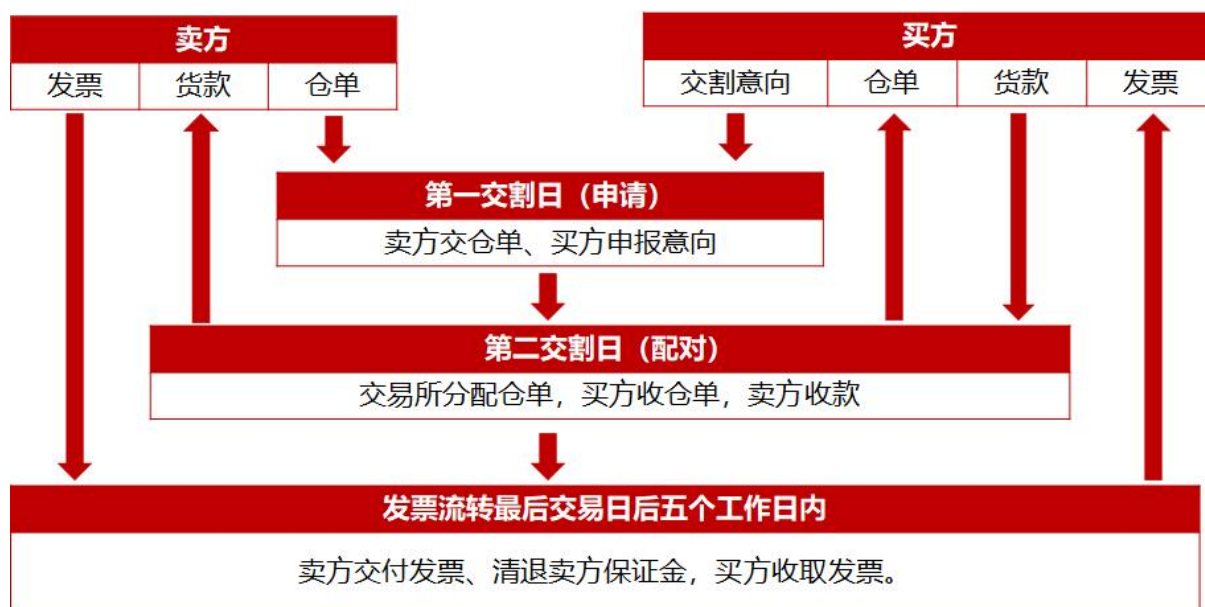 卖方
发票 货款 仓单
买方
交割意向 仓单 货款 发票
第一交割日（申请）
卖方交仓单、买方申报意向
第二交割日（配对）
交易所分配仓单，买方收仓单，卖方收款
发票流转最后交易日后五个工作日内
卖方交付发票、清退卖方保证金，买方收取发票。